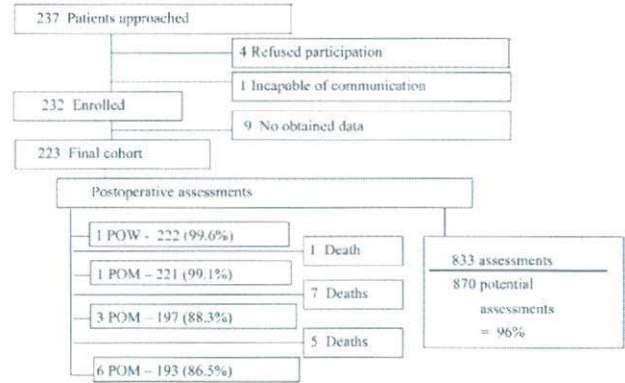 237 Patients approached
4 Refused participation
1 Incapable of communication
232 Enrolled
9 No obtained data
223 Final cohort
Postoperative assessments
1 POW - 222 (99.6%)
1 Death
1 POM – 221 (99.1%)
7 Deaths
3 POM – 197 (88.3%)
5 Deaths
6 POM – 193 (86.5%)
833 assessments
870 potential
assessments
= 96%